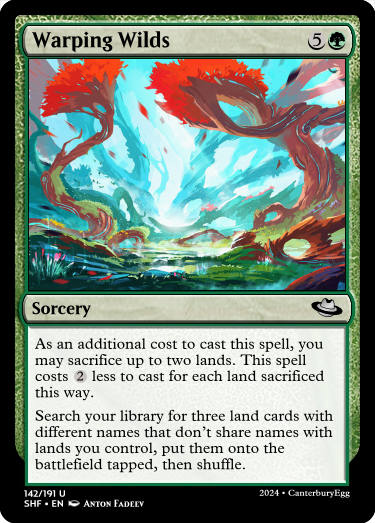 Warping Wilds 5
Sorcery
As an additional cost to cast this spell, you
may sacrifice up to two lands. This spell
costs 2 less to cast for each land sacrificed
this way.
Search your library for three land cards with
different names that don't share names with
lands you control, put them onto the
battlefield tapped, then shuffle.
142/191 U
SHF • EN Anton Fadeev
2024 • CanterburyEgg